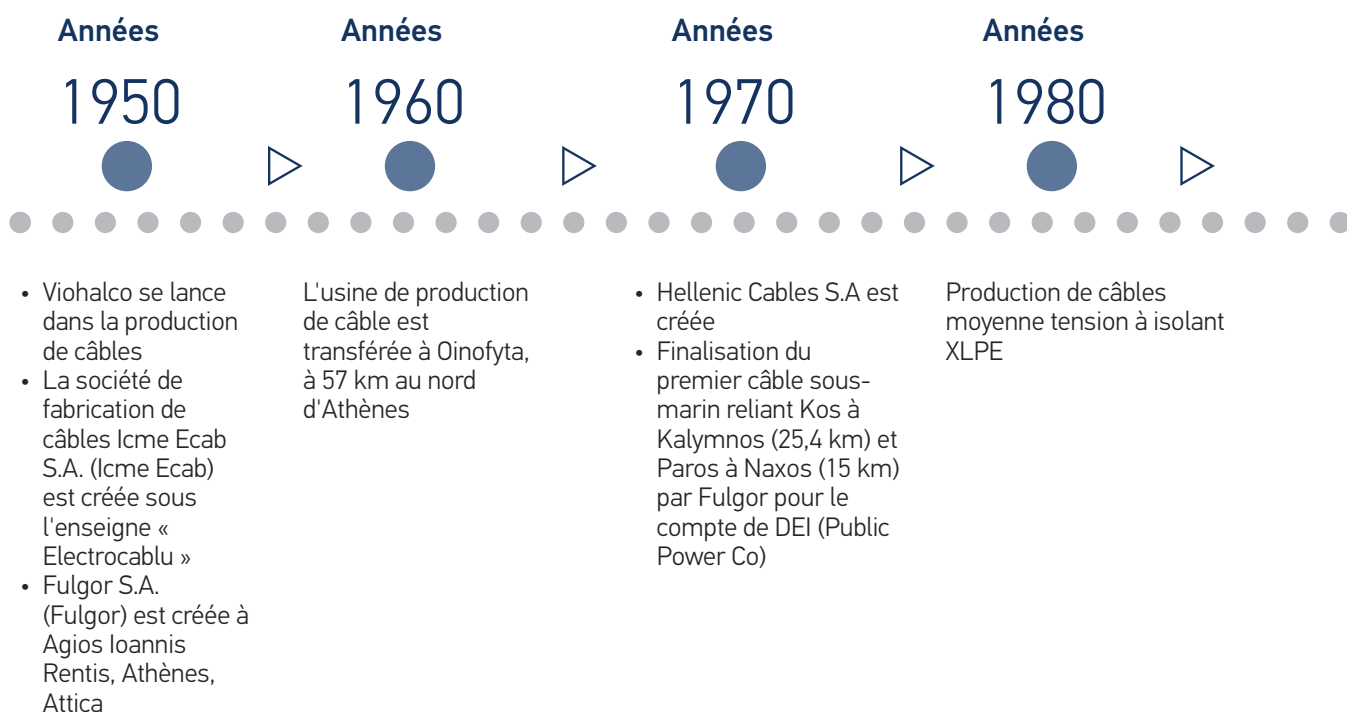 Années
1950
Années
1960
Années
1970
Années
1980
• Viohalco se lance
dans la production
de câbles
• La société de
fabrication de
câbles Icme Ecab
S.A. (Icme Ecab)
est créée sous
l'enseigne «
Electrocablu »
• Fulgor S.A.
(Fulgor) est créée à
Agios Ioannis
Rentis, Athènes,
Attica
L'usine de production
de câble est
transférée à Oinofyta,
à 57 km au nord
d'Athènes
• Hellenic Cables S.A est
créée
• Finalisation du
premier câble sous-
marin reliant Kos à
Kalymnos (25,4 km) et
Paros à Naxos (15 km)
par Fulgor pour le
compte de DEI (Public
Power Co)
Production de câbles
moyenne tension à isolant
XLPE